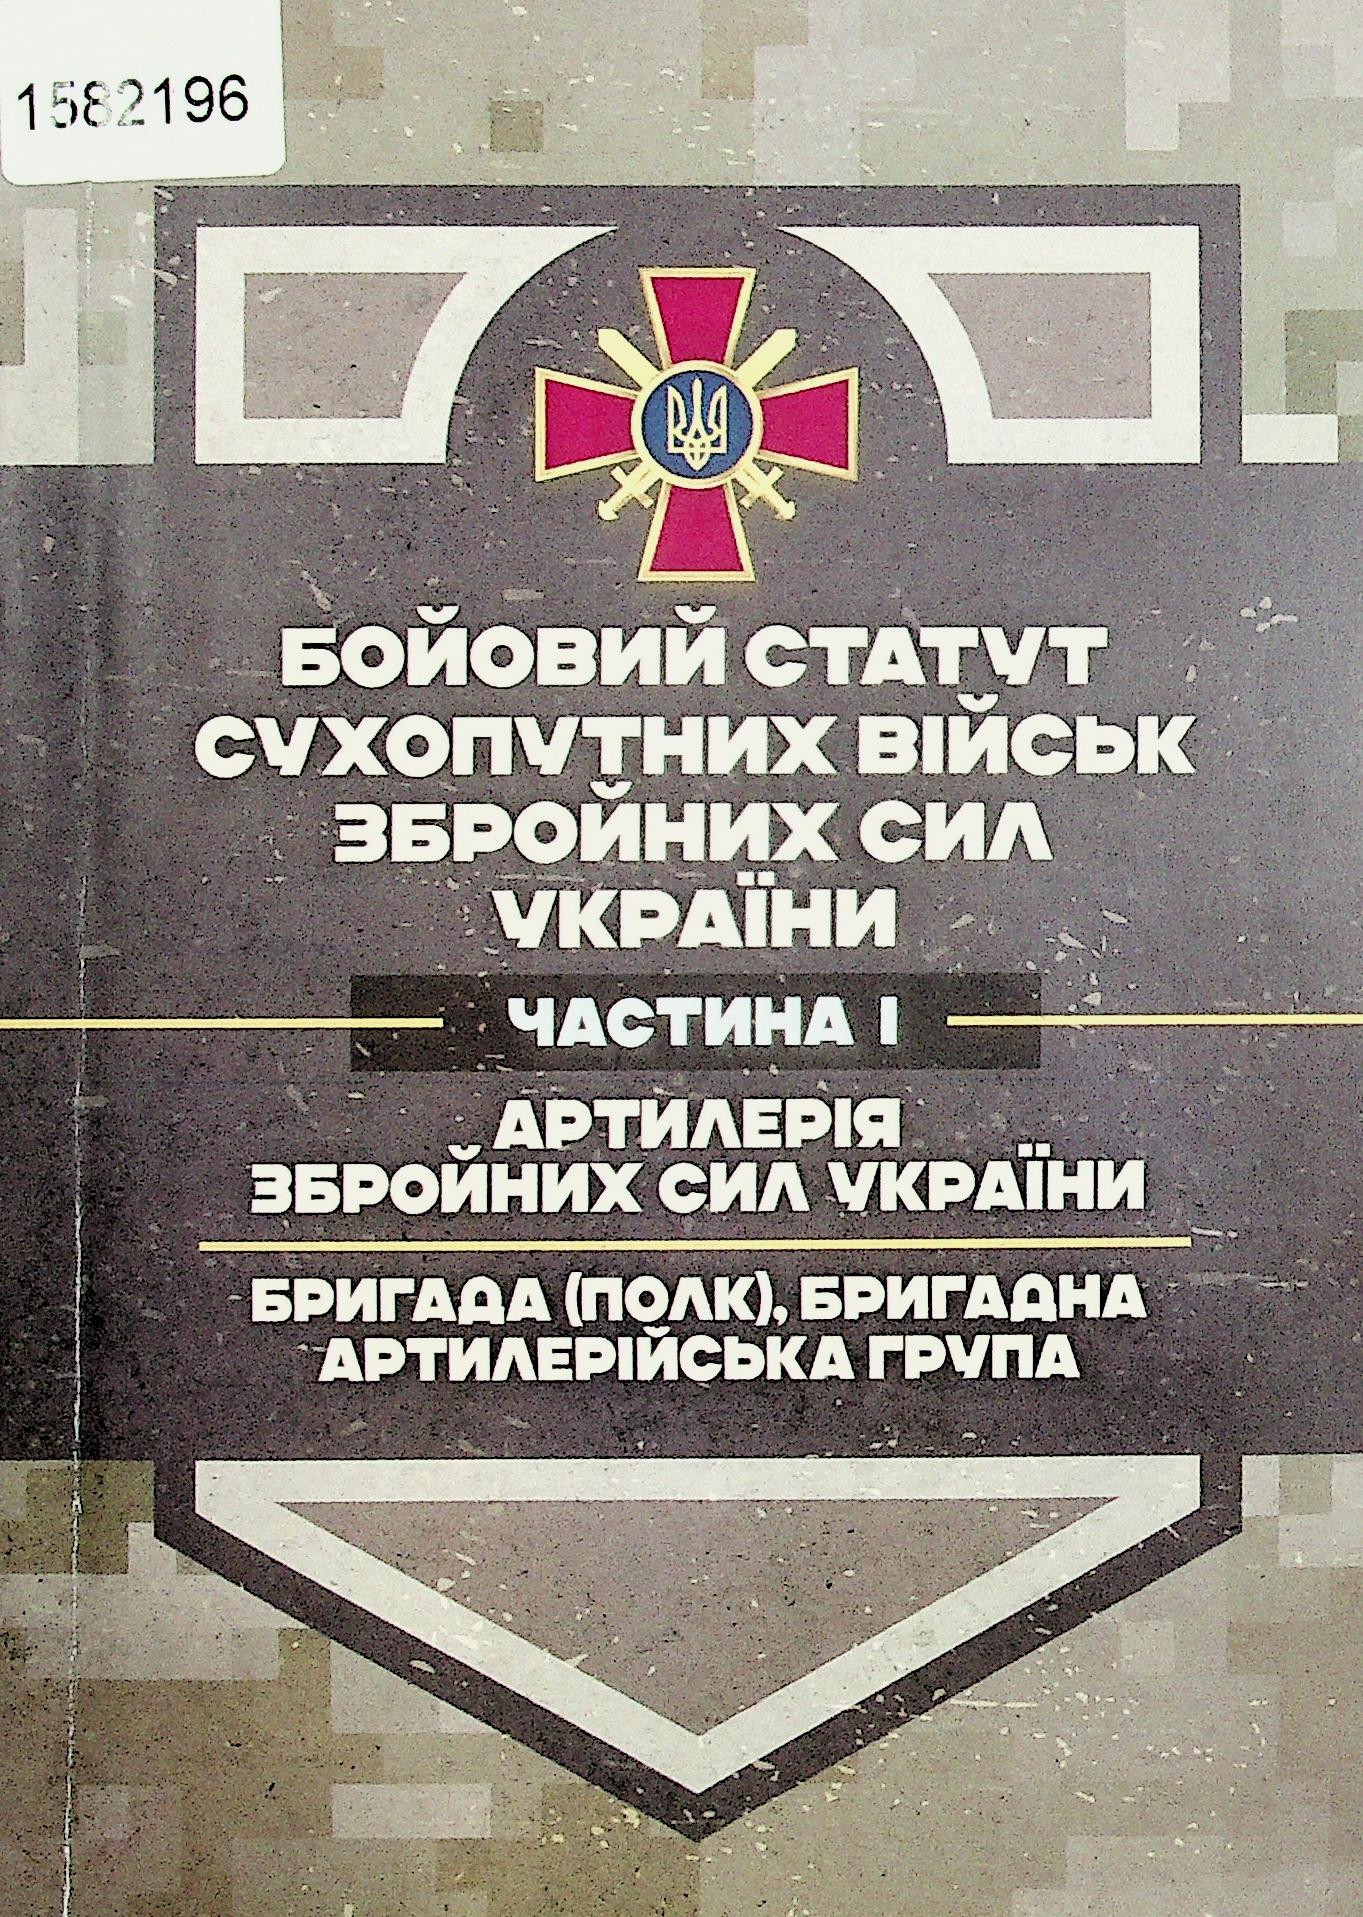 1582196
БОЙОВИЙ СТАТУТ
СУХОПУТНИХ ВІЙСЬК
ЗБРОЙНИХ СИЛ
УКРАЇНИ
ЧАСТИНА І
АРТИЛЕРІЯ
ЗБРОЙНИХ СИЛ УКРАЇНИ
БРИГАДА (ПОЛК), БРИГАДНА
АРТИЛЕРІЙСЬКА ГРУПА